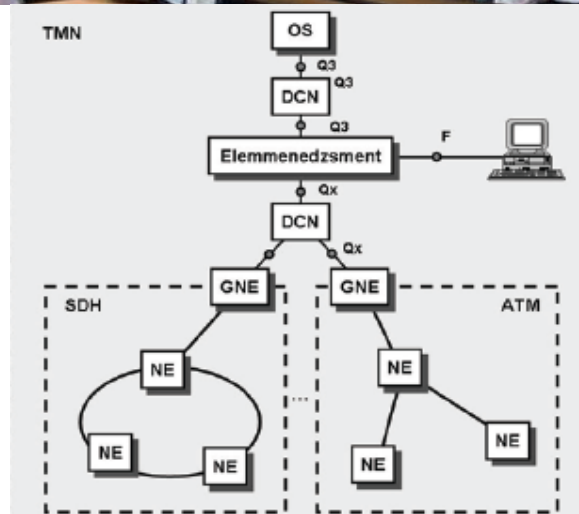 TMN
OS
Q3
Q3
DCN
Q3
Elemmenedzsment
F
Qx
DCN
Qx
GNE
GNE
SDH
ATM
NE
NE
...
NE
NE
NE
NE